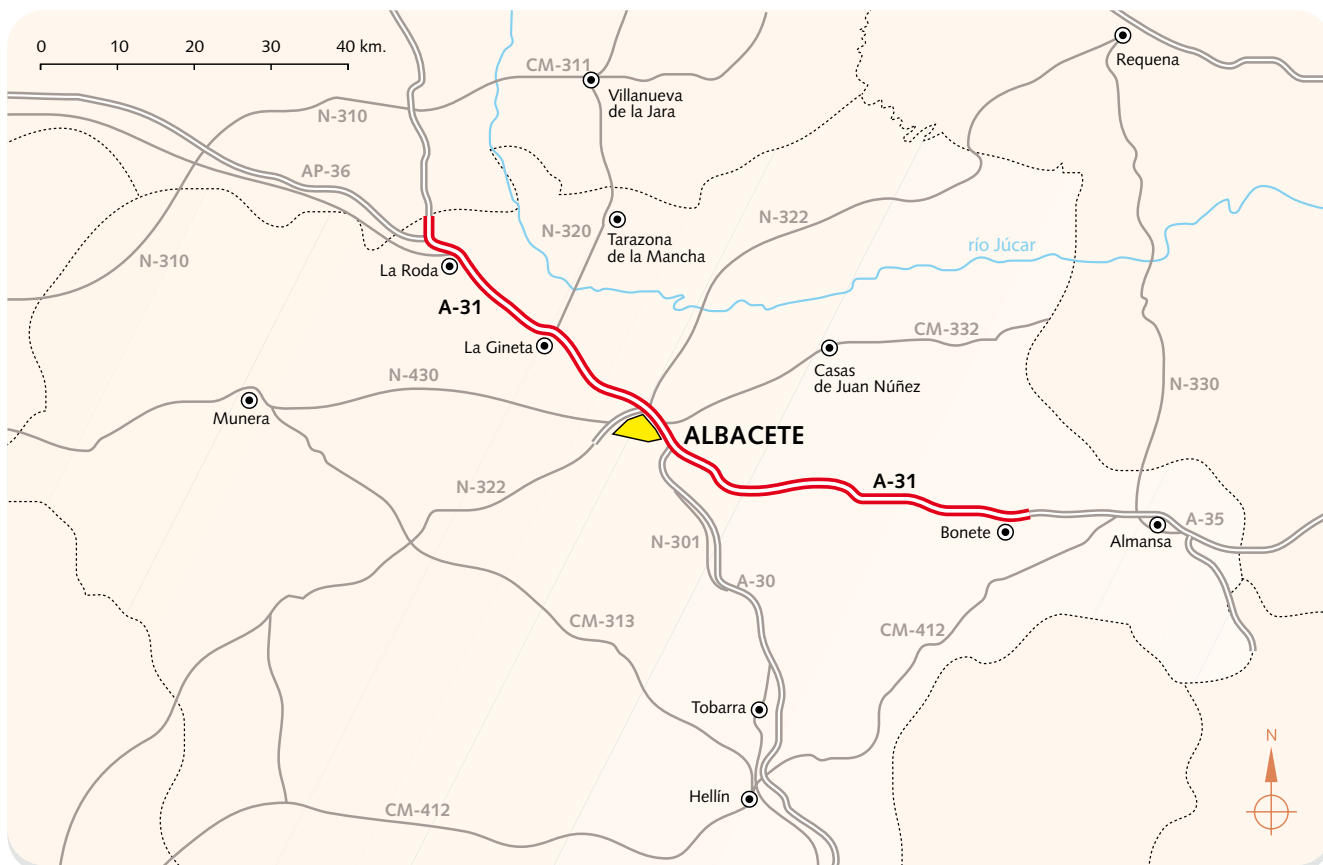 0 10 20 30 40 km.
CM-311
Requena
Villanueva
de la Jara
N-310
AP-36
N-322
N-320
Tarazona
de la Mancha
río Júcar
N-310
La Roda
A-31
CM-332
La Gineta
Casas
de Juan Núñez
N-430
N-330
Munera
ALBACETE
A-31
N-322
A-35
Bonete
Almansa
N-301
A-30
CM-313
CM-412
Tobarra
N
Hellín
CM-412